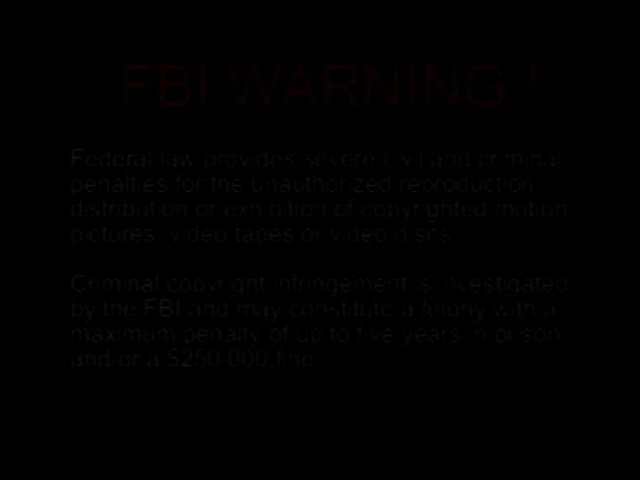 FBI WARNING !
Federal law provides severe civil and criminal
penalties for the unauthorized reproduction
distribution or exhibition of copyrighted motion
pictures, video tapes or video discs
Criminal copyright infringement is investigated
by the FBI and may constitute a felony with a
maximum penalty of up to five years in prison
and/or a $250,000 fine.